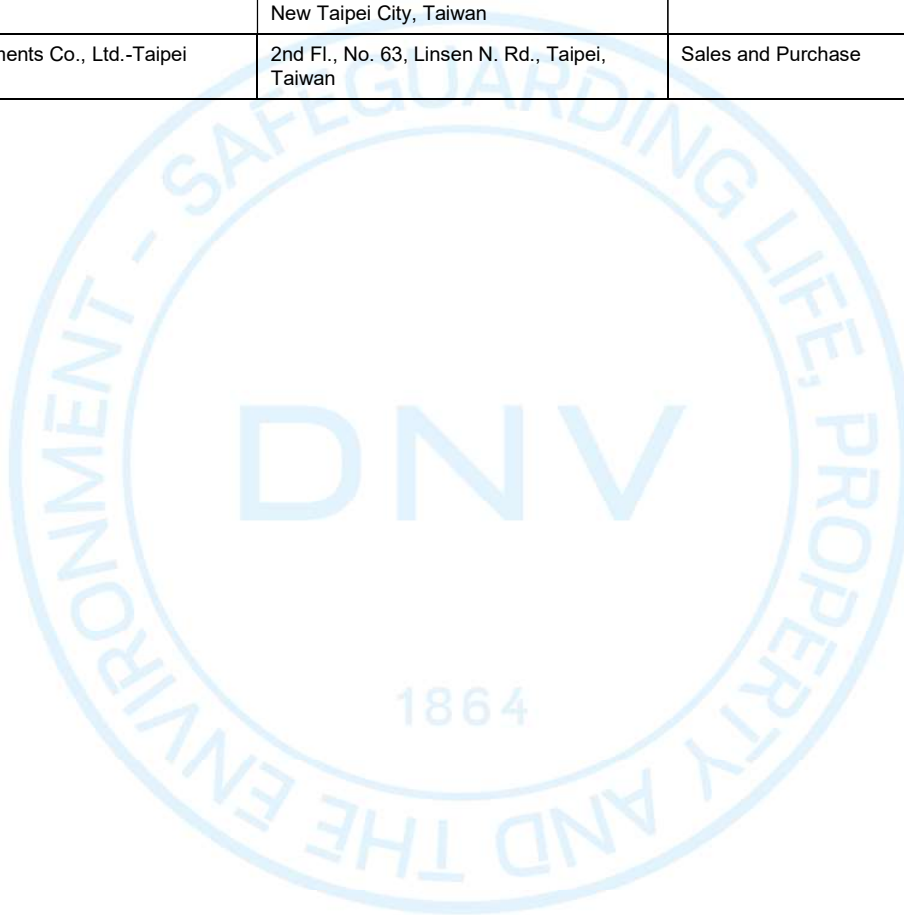 New Taipei City, Taiwan
ments Co., Ltd.-Taipei
2nd Fl., No. 63, Linsen N. Rd., Taipei,
Taiwan
Sales and Purchase
SAFEGUARDING LIFE, PROPERTY AND THE ENVIRONMENT -
DNV
1864